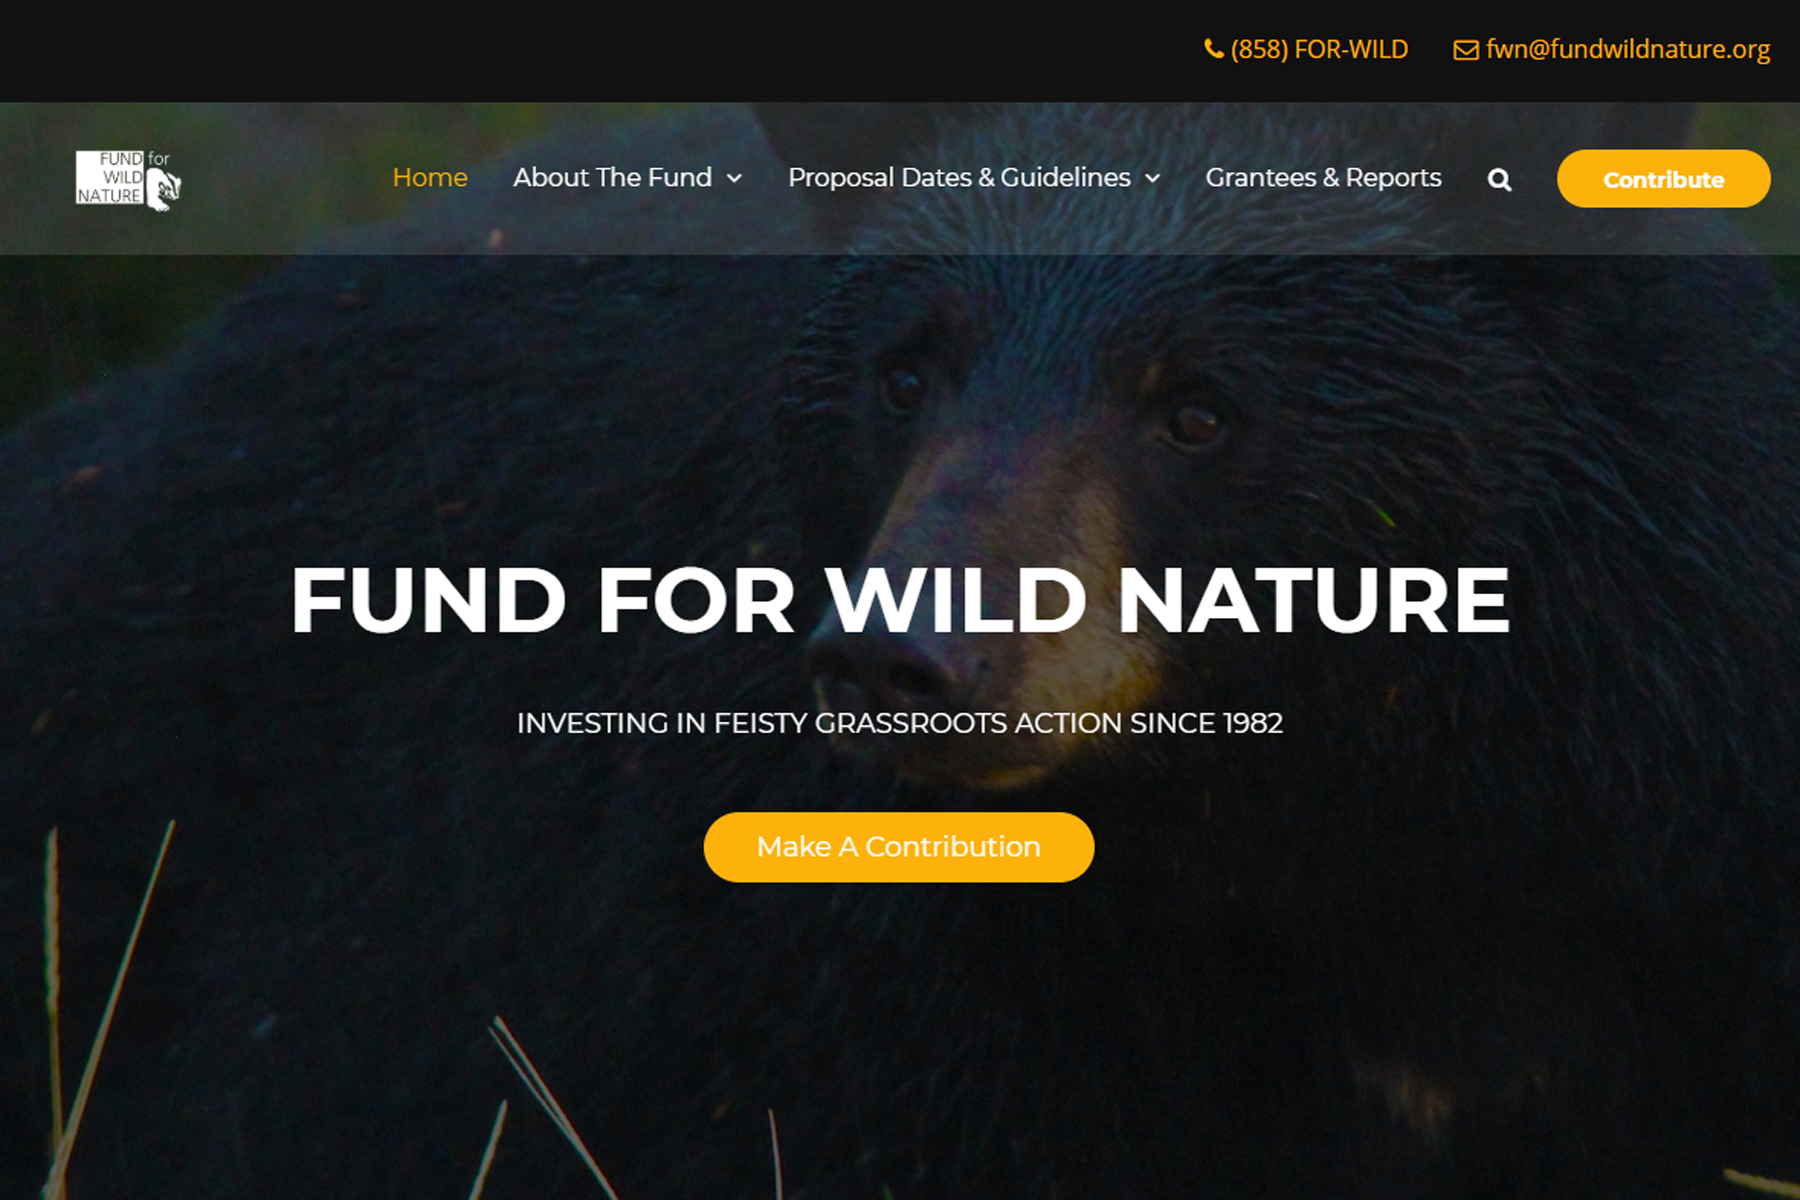 (858) FOR-WILD fwn@fundwildnature.org
FUND for
WILD
NATURE
Home About The Fund Proposal Dates & Guidelines Grantees & Reports Contribute
FUND FOR WILD NATURE
INVESTING IN FEISTY GRASSROOTS ACTION SINCE 1982
Make A Contribution